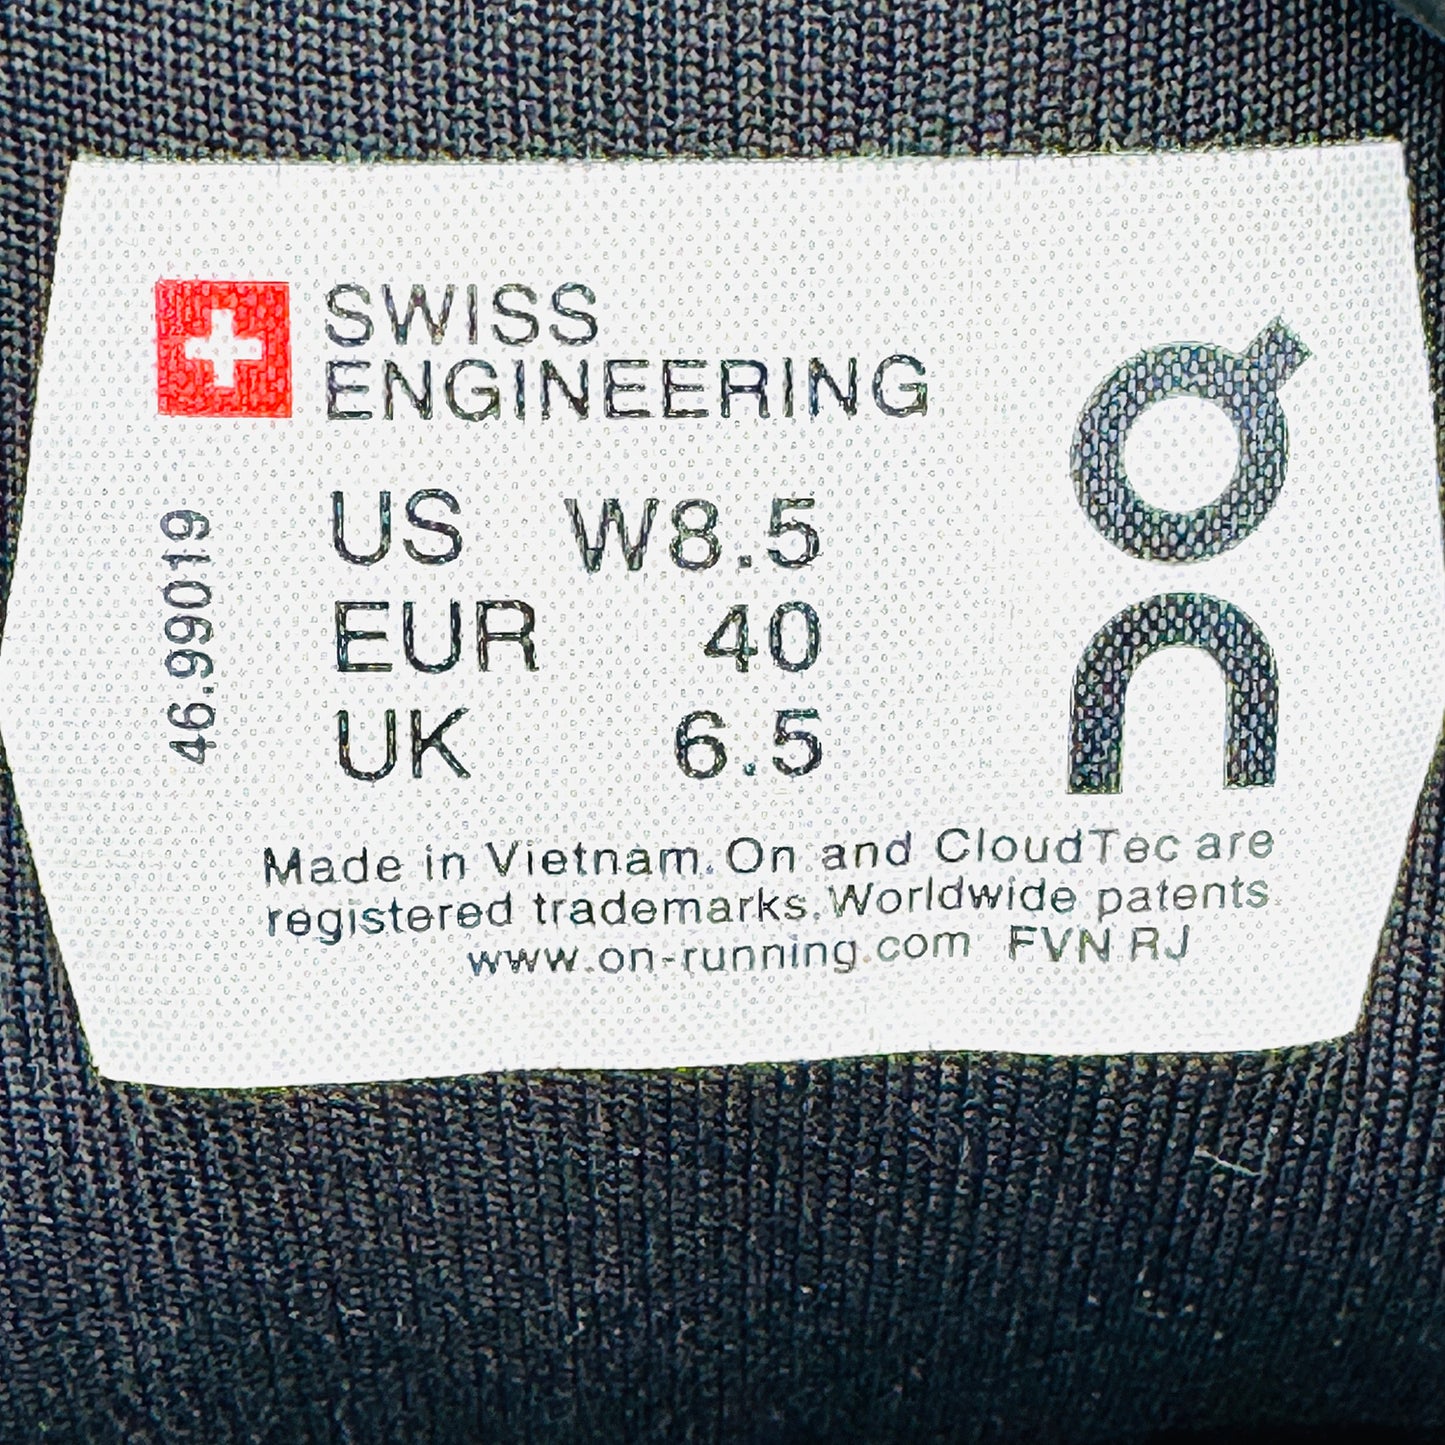 SWISS
ENGINEERING
US W8.5
EUR 40
UK 6.5
46.99019
On
Made in Vietnam. On and CloudTec are
registered trademarks. Worldwide patents.
www.on-running.com FVN RJ